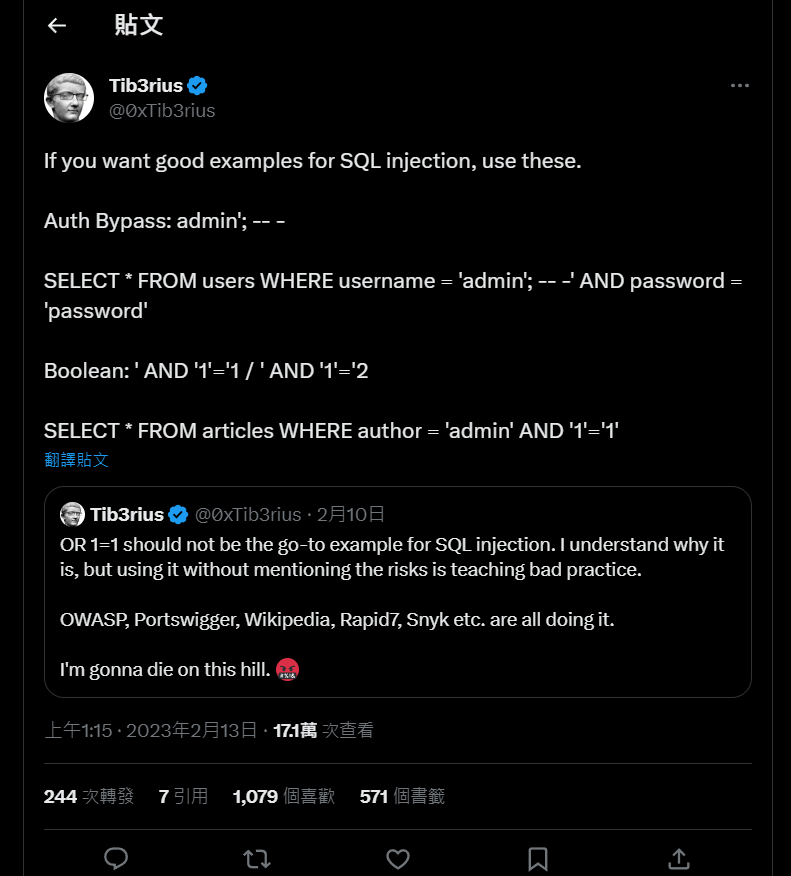 貼文
Tib3rius
@0xTib3rius
If you want good examples for SQL injection, use these.
Auth Bypass: admin'; -- -
SELECT * FROM users WHERE username = 'admin'; -- -' AND password =
'password'
Boolean: ' AND '1'='1 / ' AND '1'='2
SELECT * FROM articles WHERE author = 'admin' AND '1'='1'
翻譯貼文
Tib3rius @0xTib3rius · 2月10日
OR 1=1 should not be the go-to example for SQL injection. I understand why it
is, but using it without mentioning the risks is teaching bad practice.
OWASP, Portswigger, Wikipedia, Rapid7, Snyk etc. are all doing it.
I'm gonna die on this hill. 🤬
上午1:15 · 2023年2月13日 · 17.1萬 次查看
244 次轉發 7 引用 1,079 個喜歡 571 個書籤